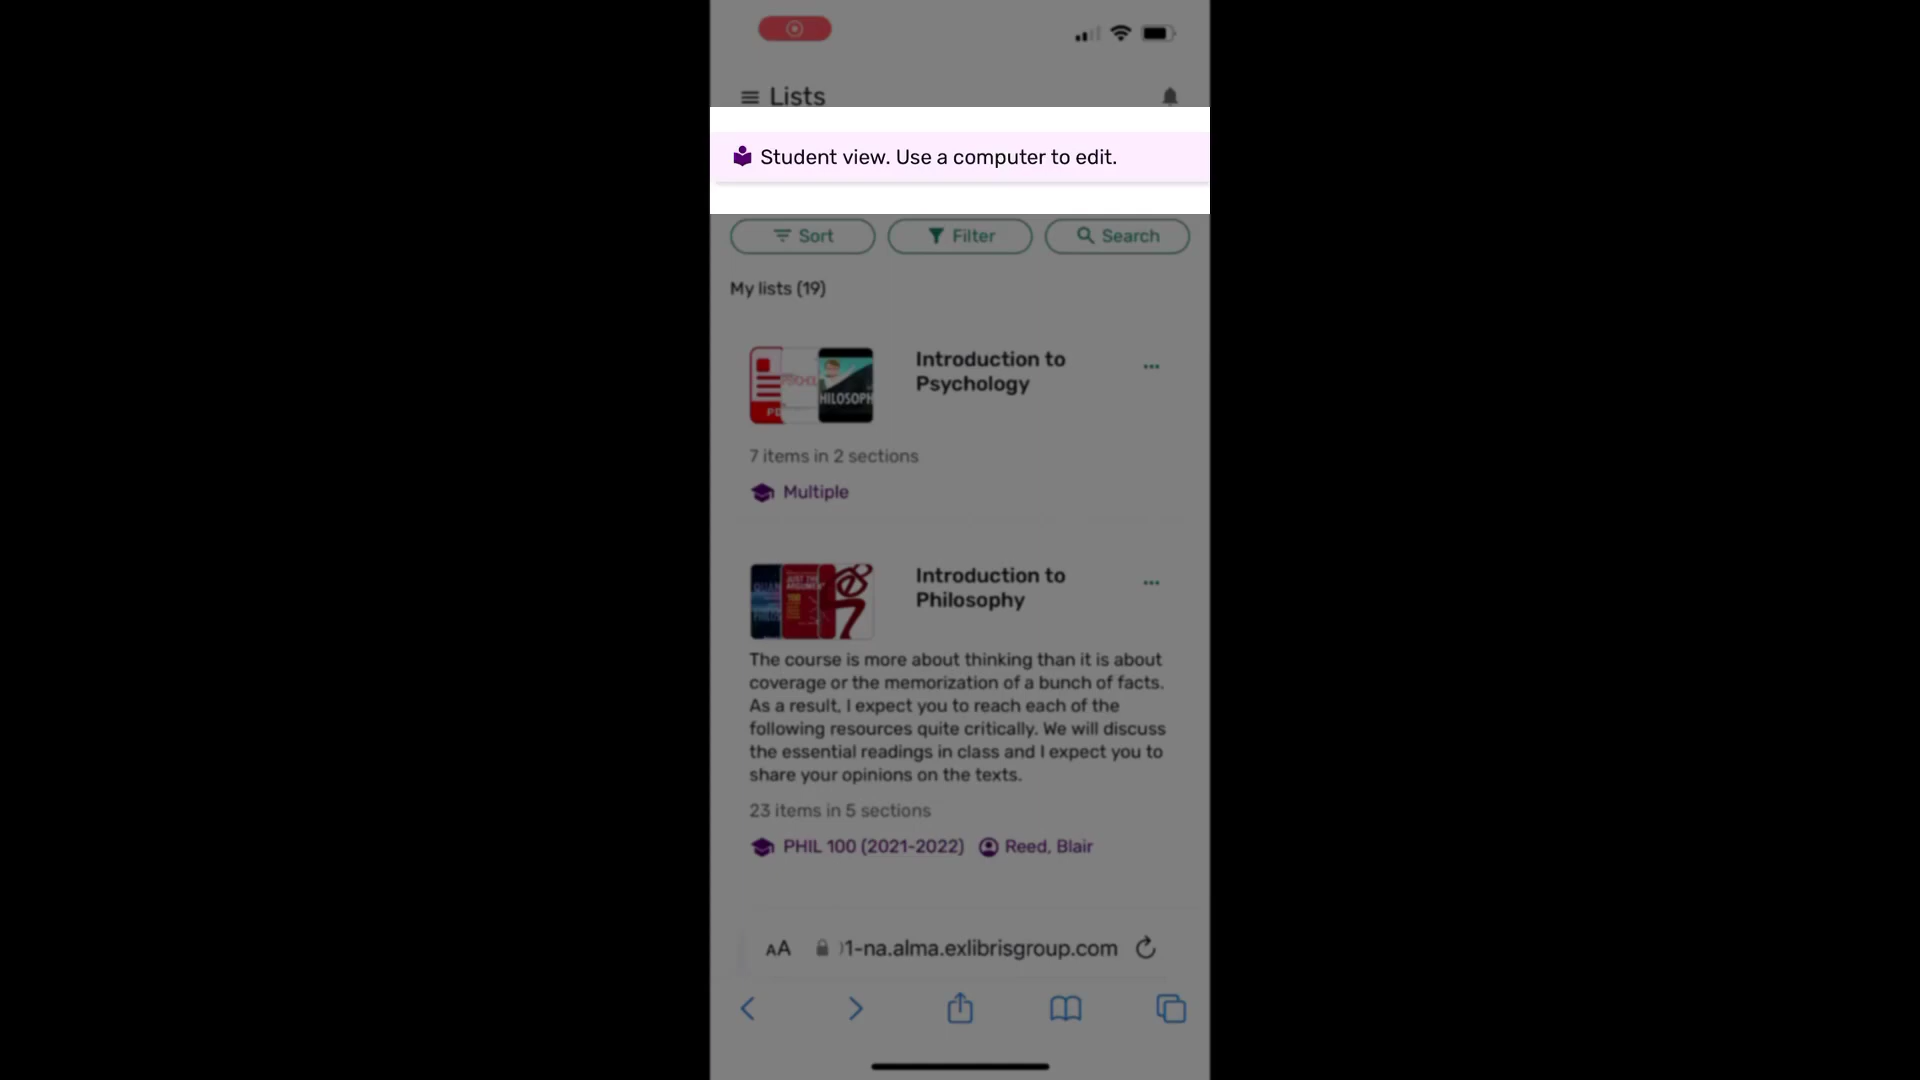 Lists
Student view. Use a computer to edit.
Sort
Filter
Search
My lists (19)
HILOSOPH
Introduction to
Psychology
7 items in 2 sections
Multiple
JUST THE
100
Introduction to
Philosophy
The course is more about thinking than it is about
coverage or the memorization of a bunch of facts.
As a result, I expect you to reach each of the
following resources quite critically. We will discuss
the essential readings in class and I expect you to
share your opinions on the texts.
23 items in 5 sections
PHIL 100 (2021-2022)
Reed, Blair
AA
1-na.alma.exlibrisgroup.com